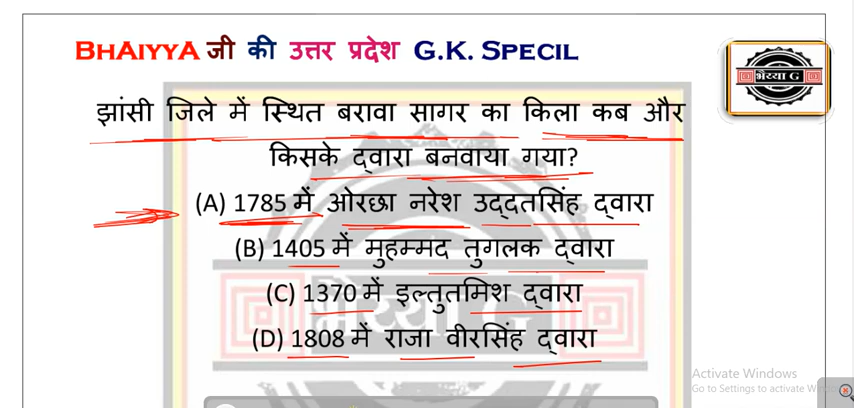 BHAIYYA जी की उत्तर प्रदेश G.K. SPECIL
भैय्या G
झांसी जिले में स्थित बरावा सागर का किला कब और
किसके द्वारा बनवाया गया?
(A) 1785 में ओरछा नरेश उद्दतसिंह द्वारा
(B) 1405 में मुहम्मद तुगलक द्वारा
(C) 1370 में इल्तुतमिश द्वारा
(D) 1808 में राजा वीरसिंह द्वारा
भैय्या G
Activate Windows
Go to Settings to activate